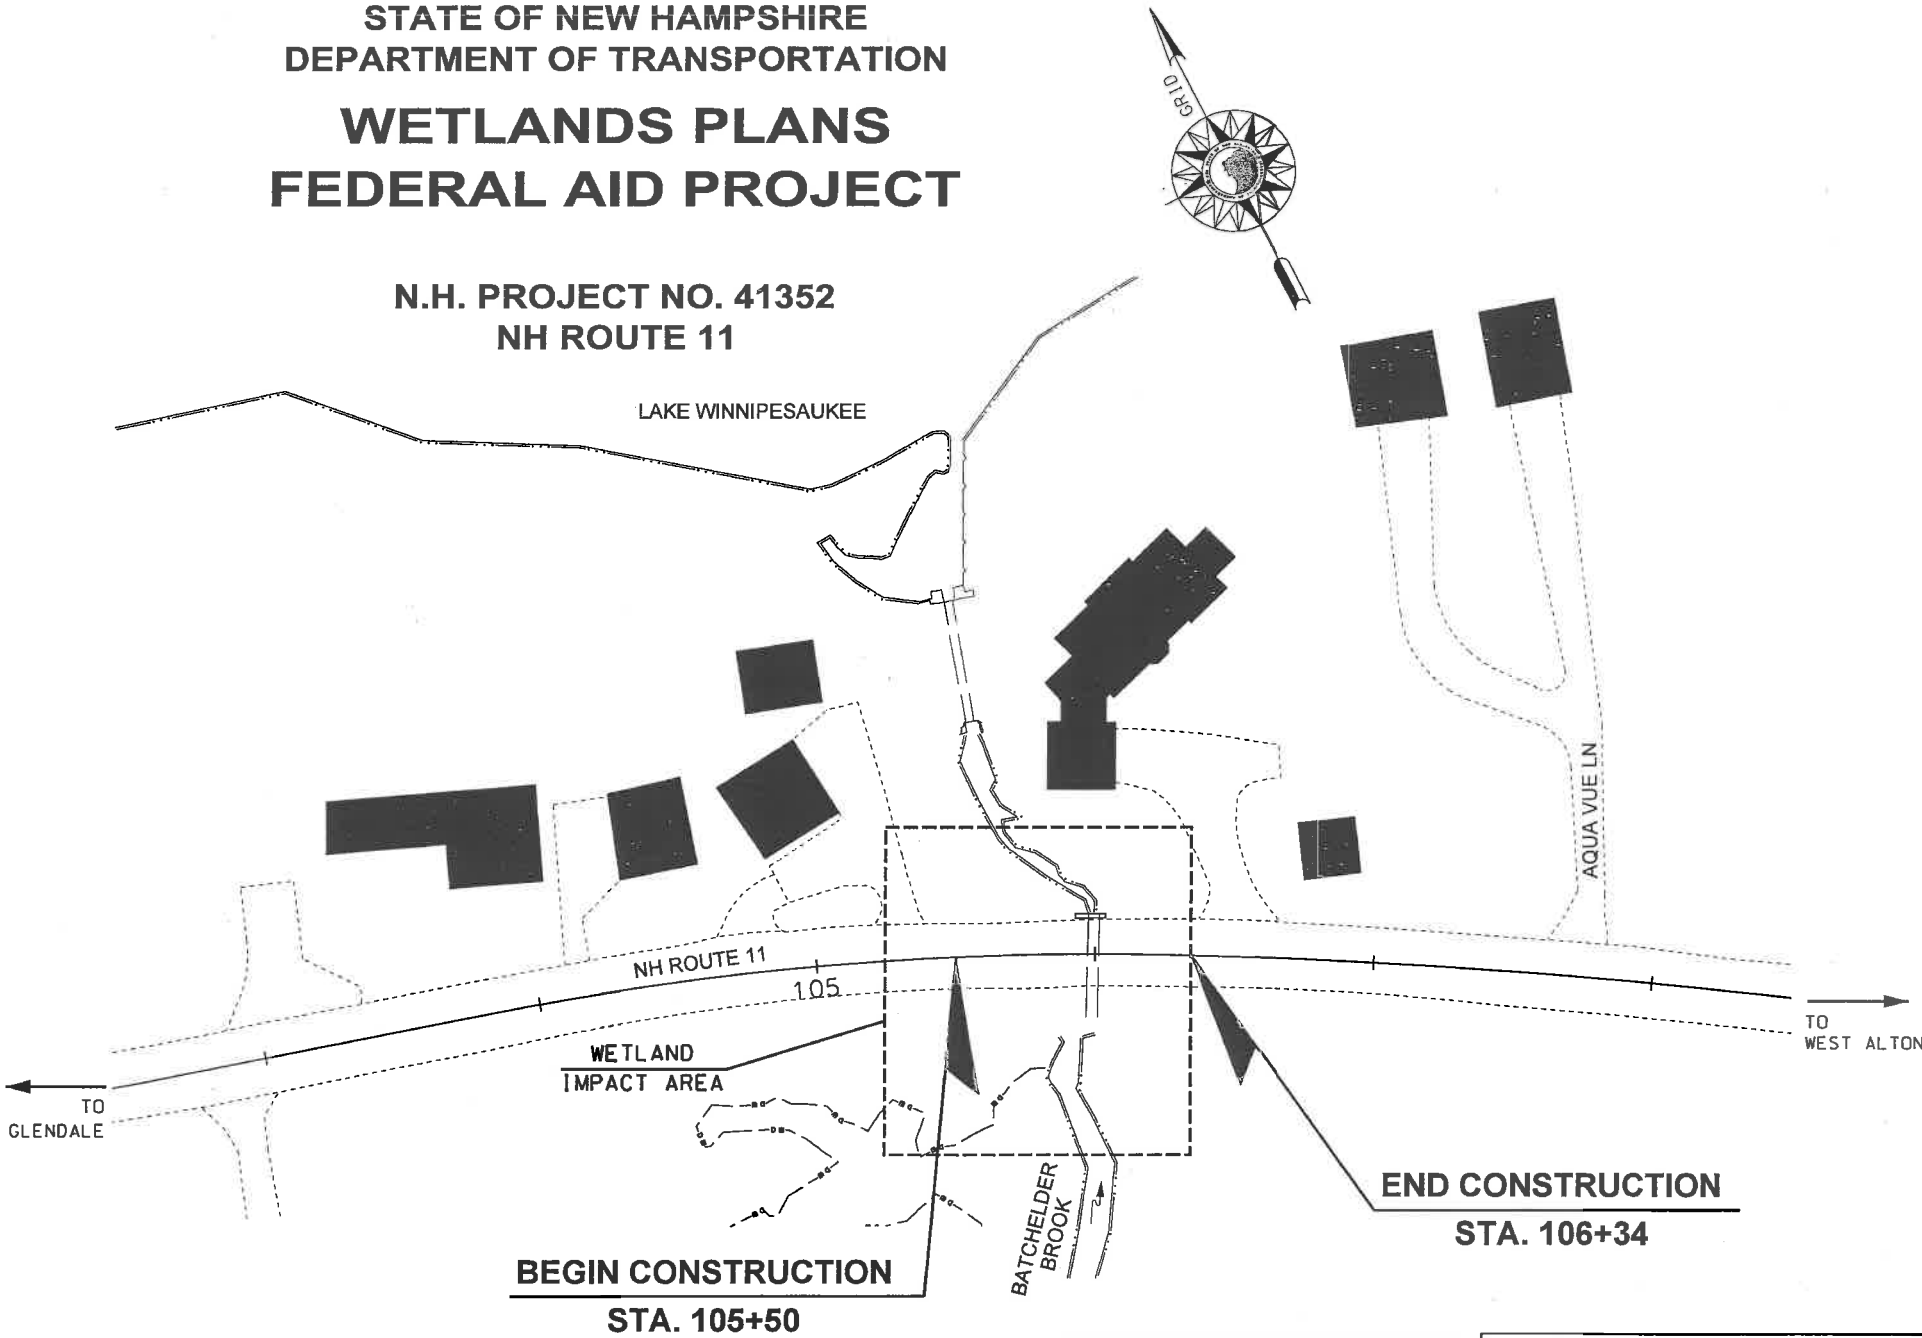 STATE OF NEW HAMPSHIRE
DEPARTMENT OF TRANSPORTATION
WETLANDS PLANS
FEDERAL AID PROJECT
N.H. PROJECT NO. 41352
NH ROUTE 11
GRID
LAKE WINNIPESAUKEE
AQUA VUE LN
NH ROUTE 11
105
WETLAND
IMPACT AREA
TO
WEST ALTON
TO
GLENDALE
BATCHELDER
BROOK
END CONSTRUCTION
STA. 106+34
BEGIN CONSTRUCTION
STA. 105+50